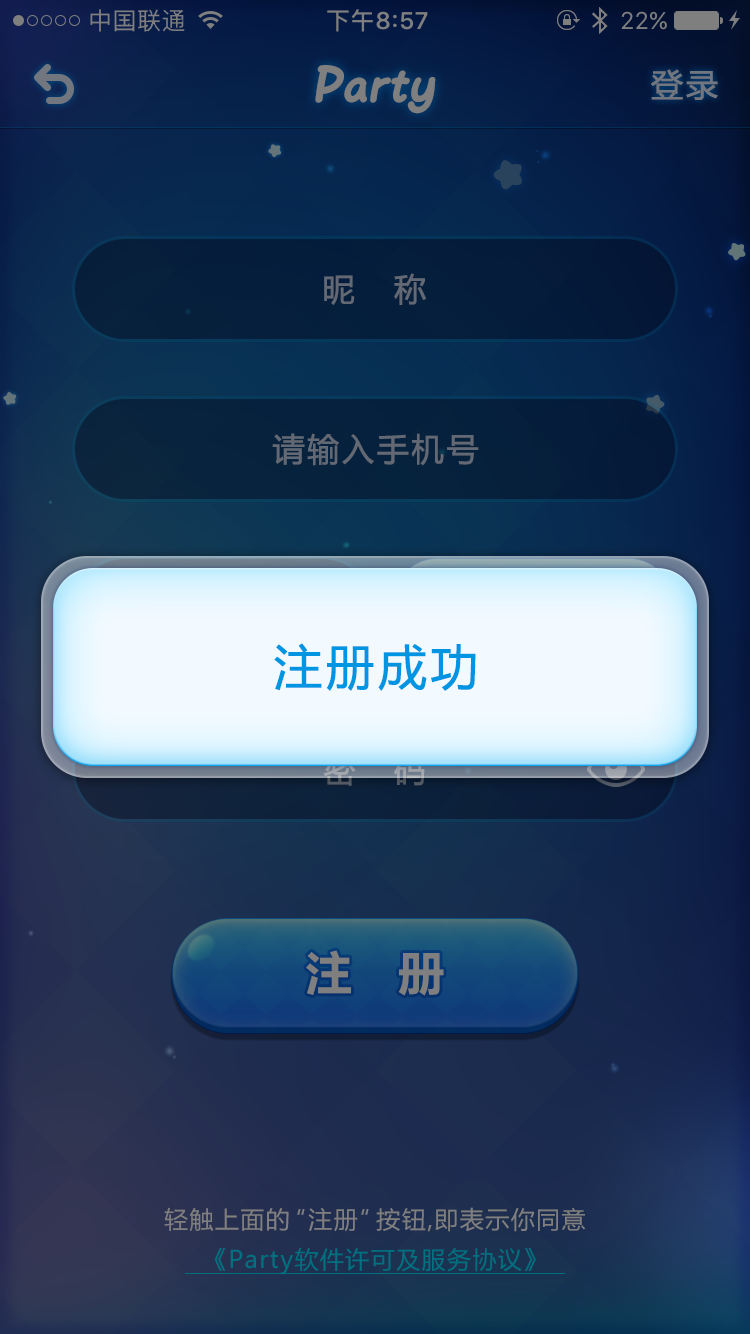 中国联通 下午8:57 22%
Party 登录
昵 称
请输入手机号
注册成功
密 码
注 册
轻触上面的“注册”按钮,即表示你同意
《Party软件许可及服务协议》